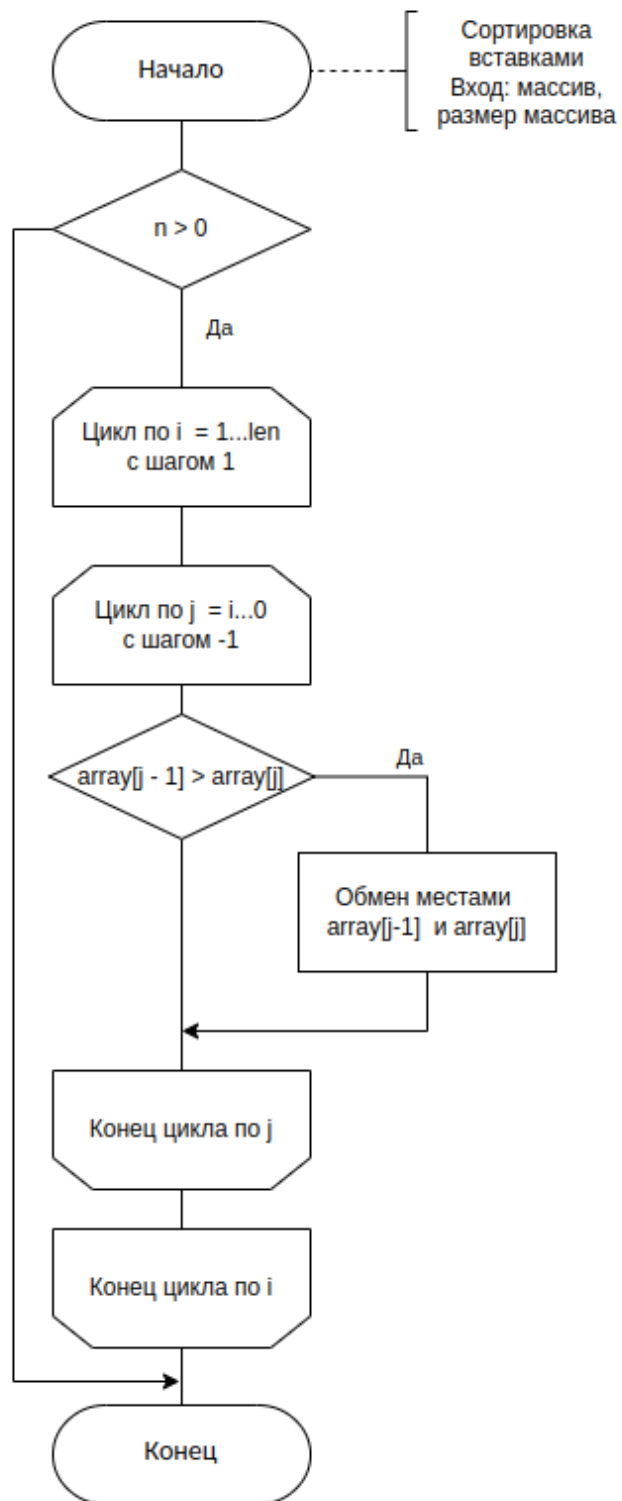 Начало
Сортировка
вставками
Вход: массив,
размер массива
n > 0
Да
Цикл по i = 1...len
с шагом 1
Цикл по j = i...0
с шагом -1
array[j - 1] > array[j]
Да
Обмен местами
array[j-1] и array[j]
Конец цикла по j
Конец цикла по i
Конец